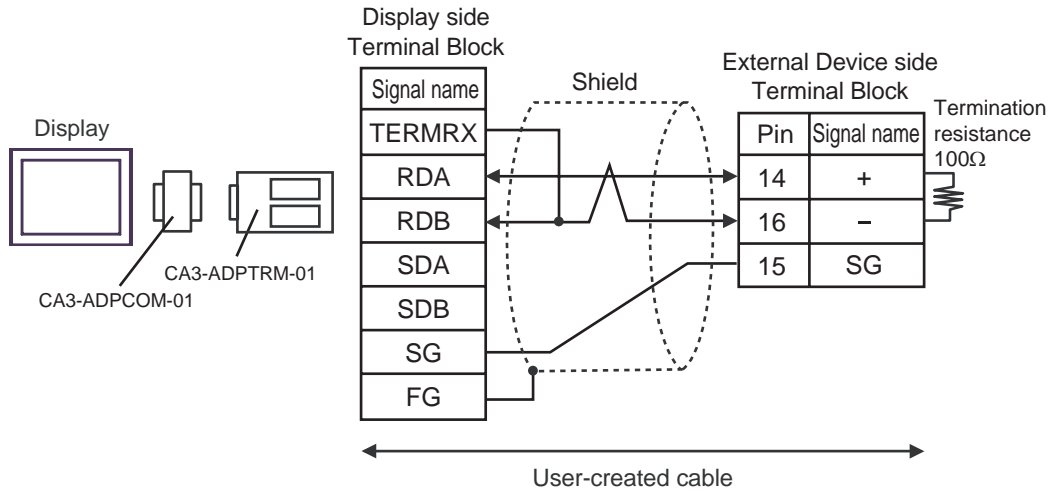 Display side
Terminal Block
Signal name
TERMRX
RDA
RDB
SDA
SDB
SG
FG
Shield
External Device side
Terminal Block
Pin
Signal name
14
+
16
–
15
SG
Termination
resistance
100Ω
Display
CA3-ADPTRM-01
CA3-ADPCOM-01
User-created cable